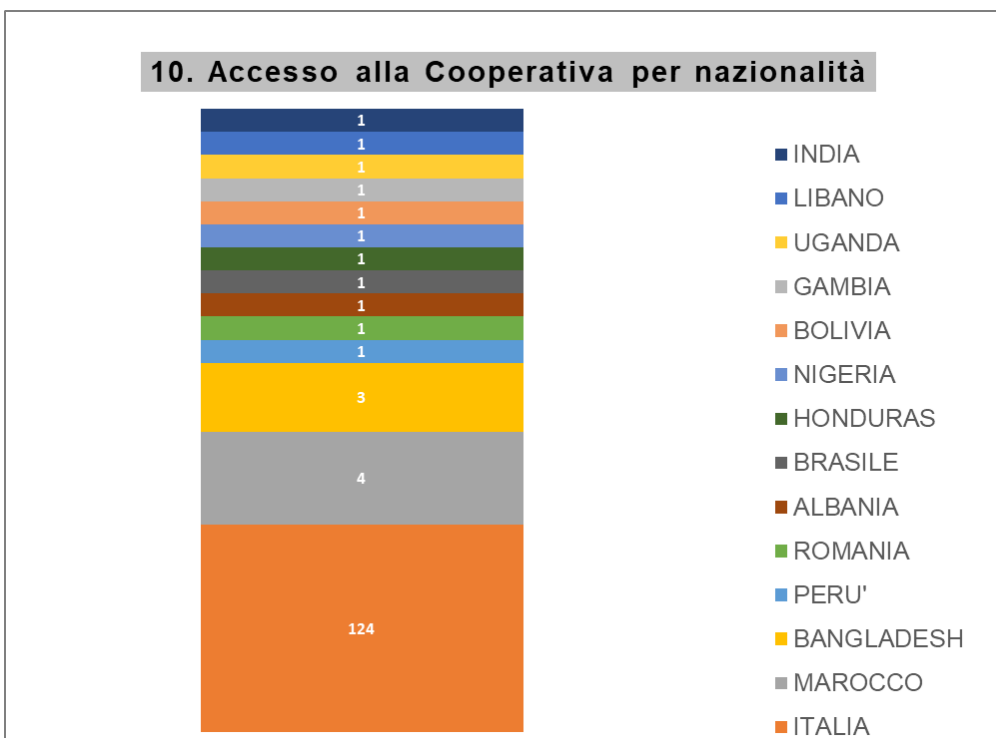 10. Accesso alla Cooperativa per nazionalità
1
1
1
1
1
1
1
1
1
1
1
3
4
124
INDIA
LIBANO
UGANDA
GAMBIA
BOLIVIA
NIGERIA
HONDURAS
BRASILE
ALBANIA
ROMANIA
PERU'
BANGLADESH
MAROCCO
ITALIA